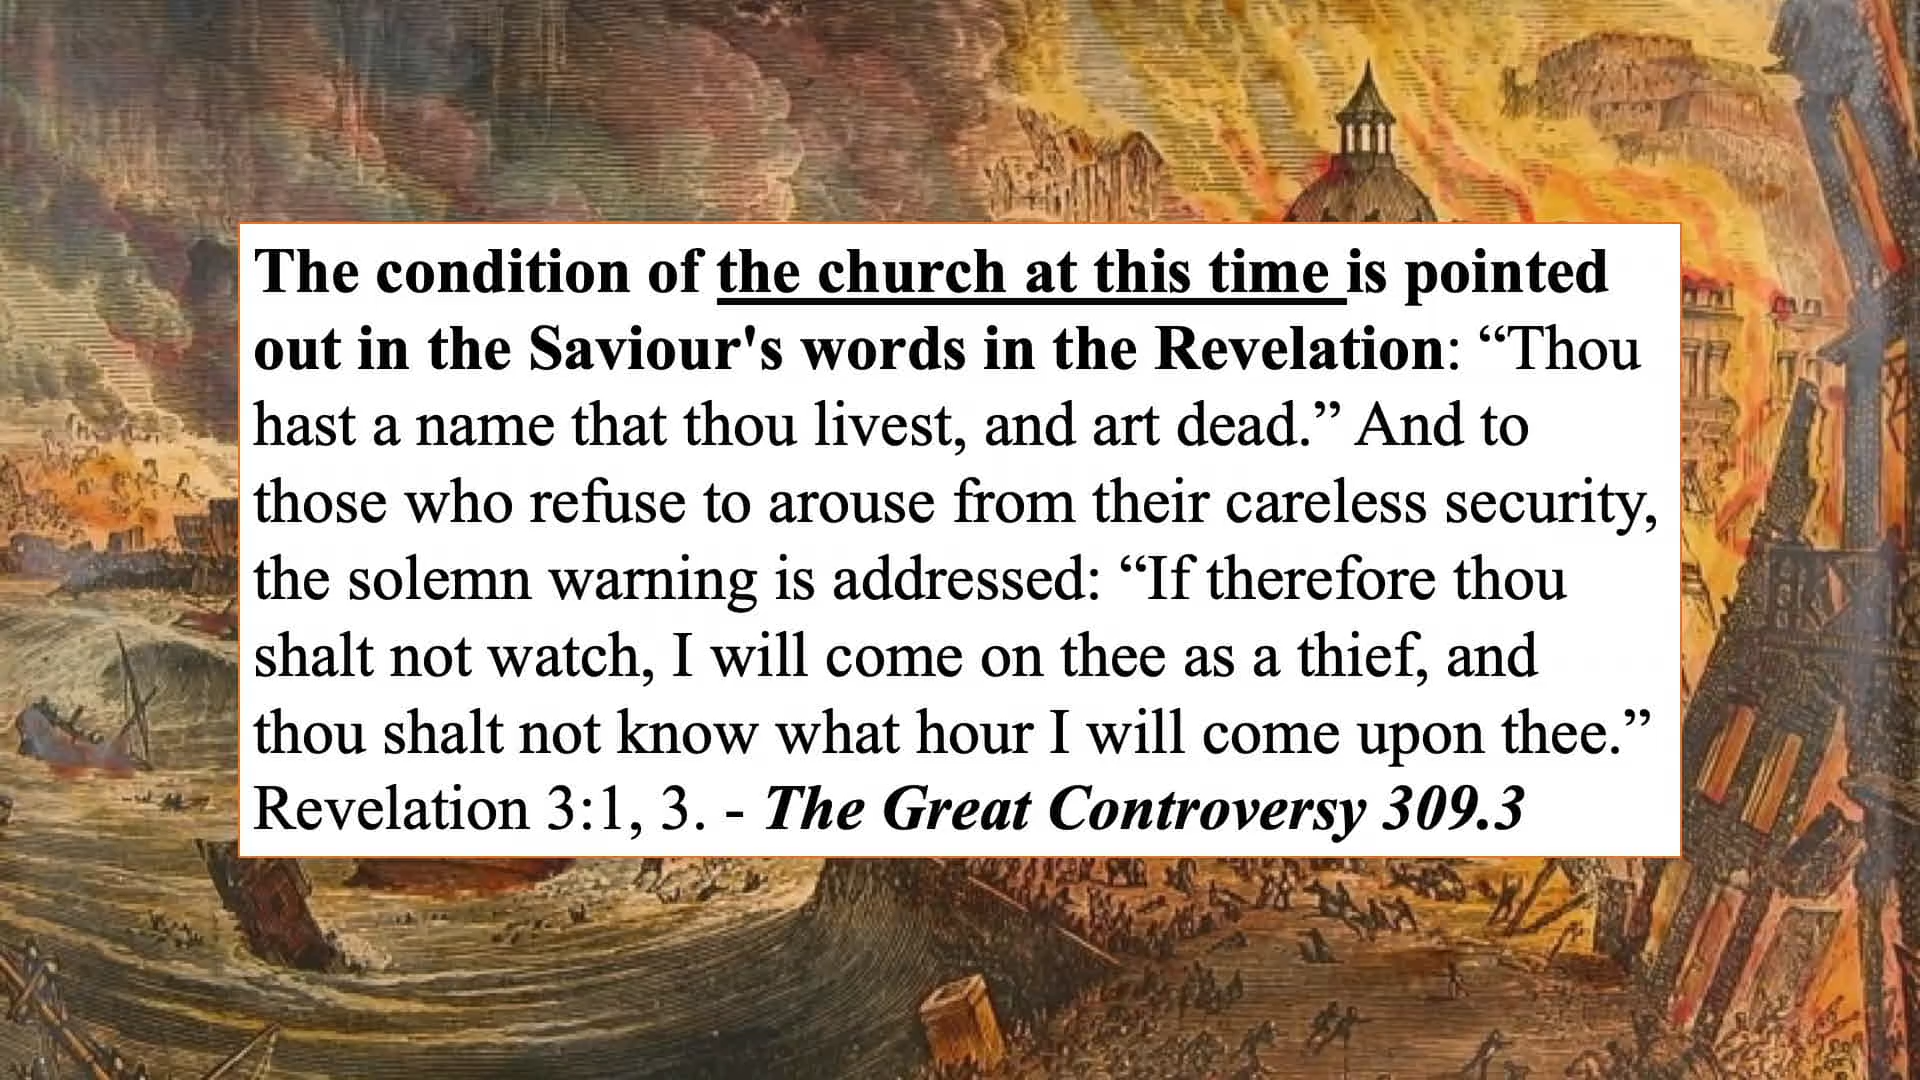 The condition of the church at this time is pointed
out in the Saviour's words in the Revelation: “Thou
hast a name that thou livest, and art dead.” And to
those who refuse to arouse from their careless security,
the solemn warning is addressed: “If therefore thou
shalt not watch, I will come on thee as a thief, and
thou shalt not know what hour I will come upon thee.”
Revelation 3:1, 3. - The Great Controversy 309.3